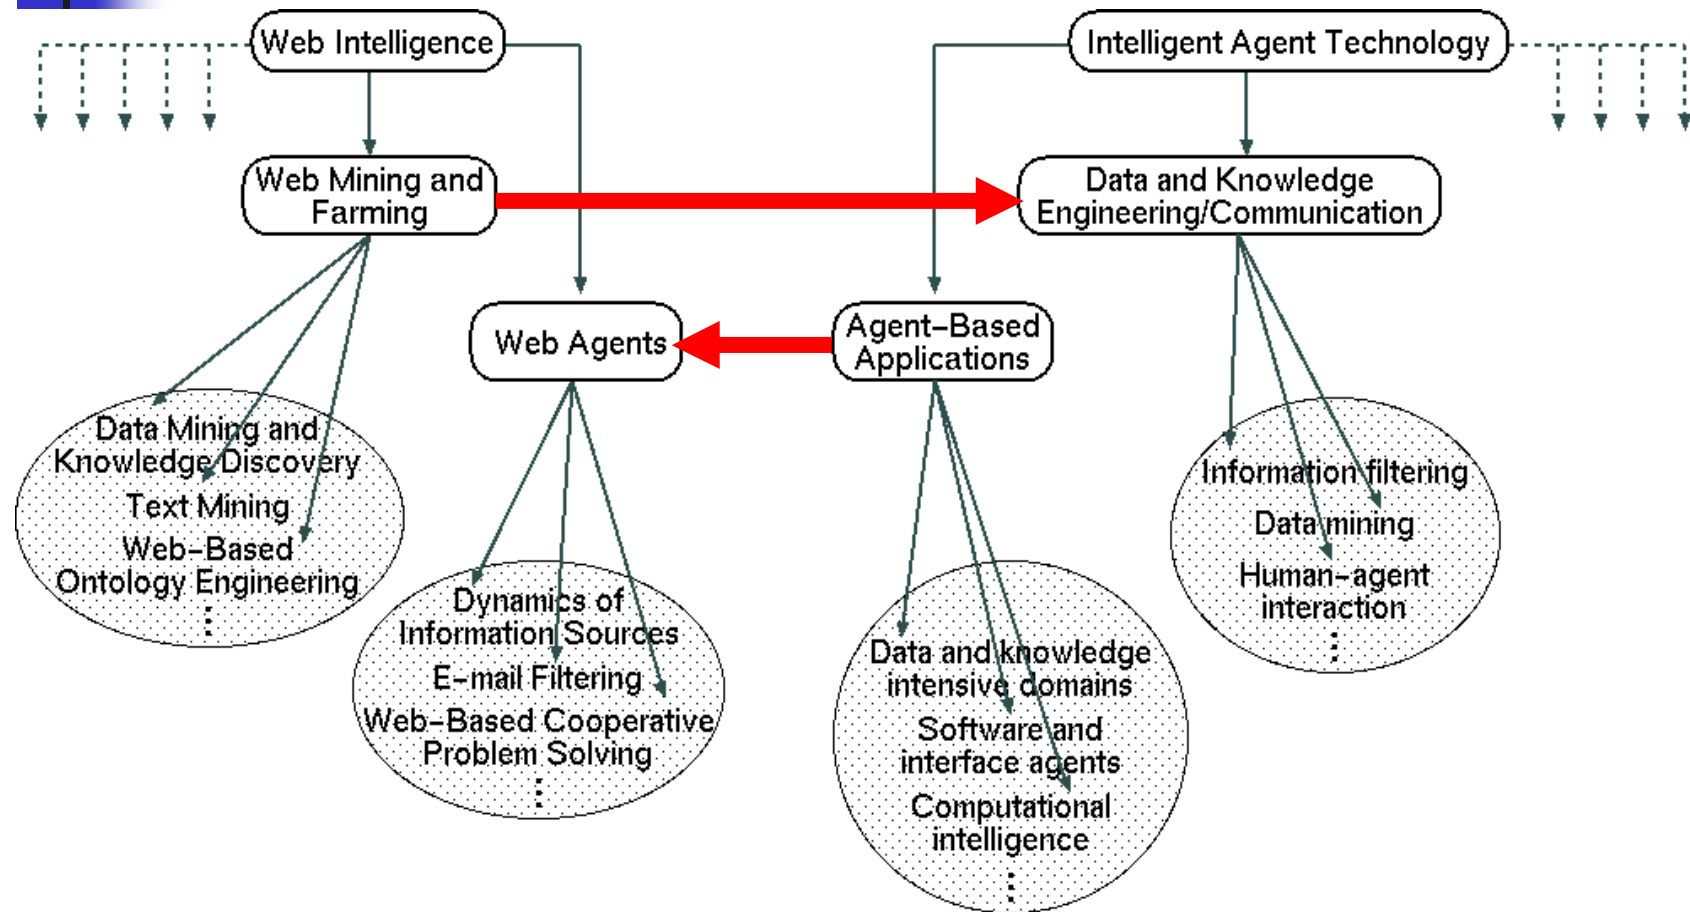 Web Intelligence
Intelligent Agent Technology
Web Mining and
Farming
Data and Knowledge
Engineering/Communication
Web Agents
Agent-Based
Applications
Data Mining and
Knowledge Discovery
Text Mining
Web-Based
Ontology Engineering
Dynamics of
Information Sources
E-mail Filtering
Web-Based Cooperative
Problem Solving
Data and knowledge
intensive domains
Software and
interface agents
Computational
intelligence
Information filtering
Data mining
Human-agent
interaction